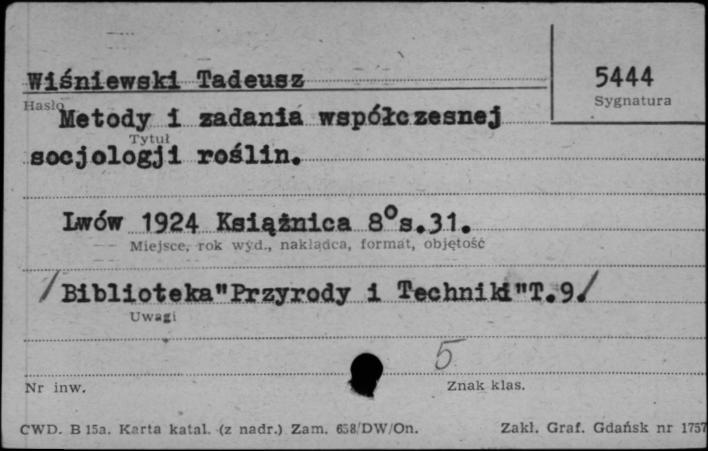 Wiśniewski Tadeusz
5444
Hasło
Sygnatura
Metody i zadania współczesnej
Tytuł
socjologji roślin.
Lwów 1924 Książnica 8° s.31.
Miejsce, rok wyd., nakładca, format, objętość
/Biblioteka"Przyrody i Techniki"T.9./
Uwagi
5
Nr inw.
Znak klas.
CWD. B 15a. Karta katal. (z nadr.) Zam. 658/DW/On.
Zakł. Graf. Gdańsk nr 1757